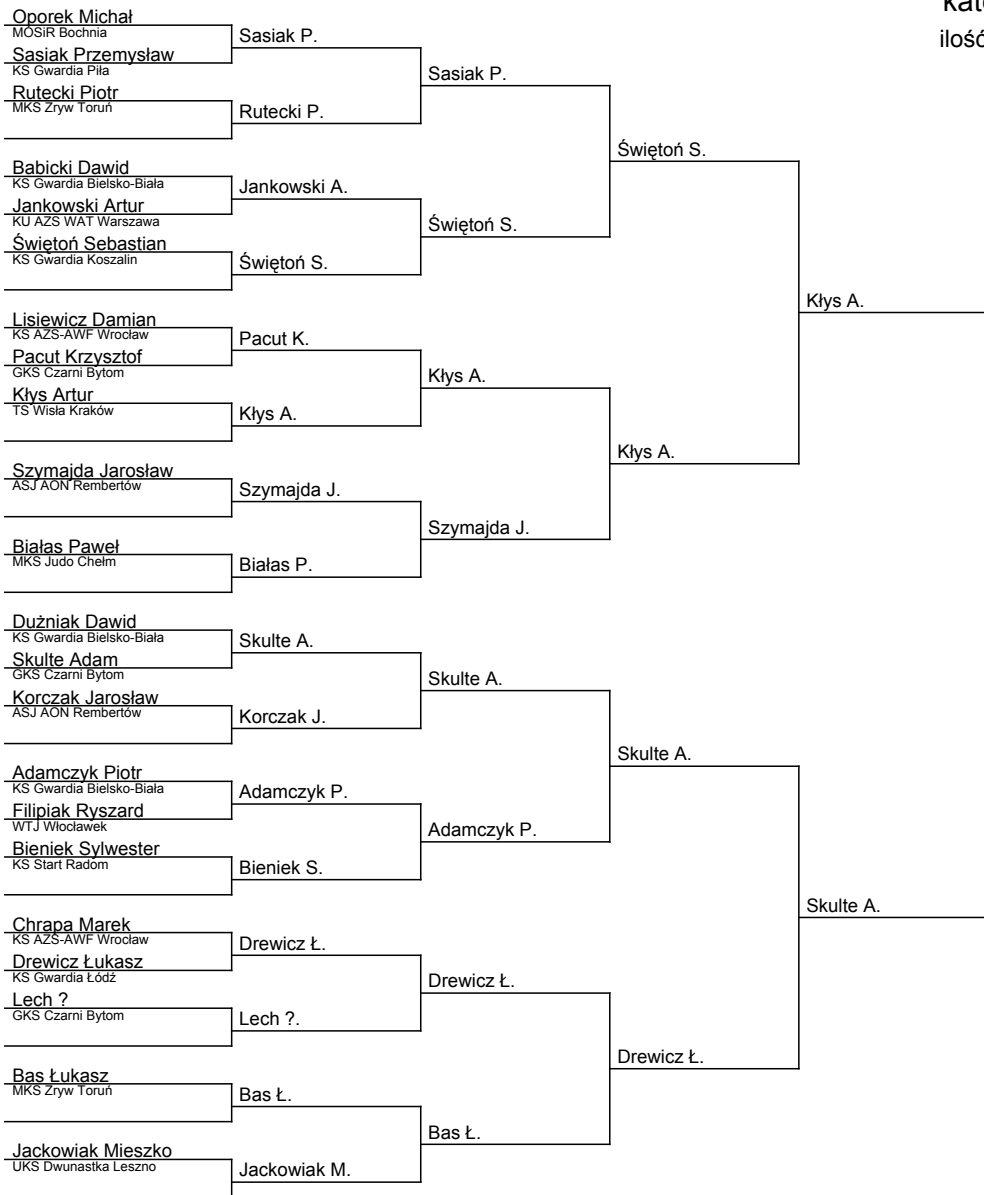 kate
ilość
Oporek Michał
MOSiR Bochnia
Sasiak P.
Sasiak Przemysław
KS Gwardia Piła
Sasiak P.
Rutecki Piotr
MKS Zryw Toruń
Rutecki P.
Świętoń S.
Babicki Dawid
KS Gwardia Bielsko-Biała
Jankowski A.
Jankowski Artur
KU AZS WAT Warszawa
Świętoń S.
Świętoń Sebastian
KS Gwardia Koszalin
Świętoń S.
Kłys A.
Lisiewicz Damian
KS AZS-AWF Wrocław
Pacut K.
Pacut Krzysztof
GKS Czarni Bytom
Kłys A.
Kłys Artur
TS Wisła Kraków
Kłys A.
Kłys A.
Szymajda Jarosław
ASJ AON Rembertów
Szymajda J.
Szymajda J.
Białas Paweł
MKS Judo Chełm
Białas P.
Dużniak Dawid
KS Gwardia Bielsko-Biała
Skulte A.
Skulte Adam
GKS Czarni Bytom
Skulte A.
Korczak Jarosław
ASJ AON Rembertów
Korczak J.
Skulte A.
Adamczyk Piotr
KS Gwardia Bielsko-Biała
Adamczyk P.
Filipiak Ryszard
WTJ Włocławek
Adamczyk P.
Bieniek Sylwester
KS Start Radom
Bieniek S.
Skulte A.
Chrapa Marek
KS AZS-AWF Wrocław
Drewicz Ł.
Drewicz Łukasz
KS Gwardia Łódź
Drewicz Ł.
Lech ?
GKS Czarni Bytom
Lech ?.
Drewicz Ł.
Bas Łukasz
MKS Zryw Toruń
Bas Ł.
Bas Ł.
Jackowiak Mieszko
UKS Dwunastka Leszno
Jackowiak M.